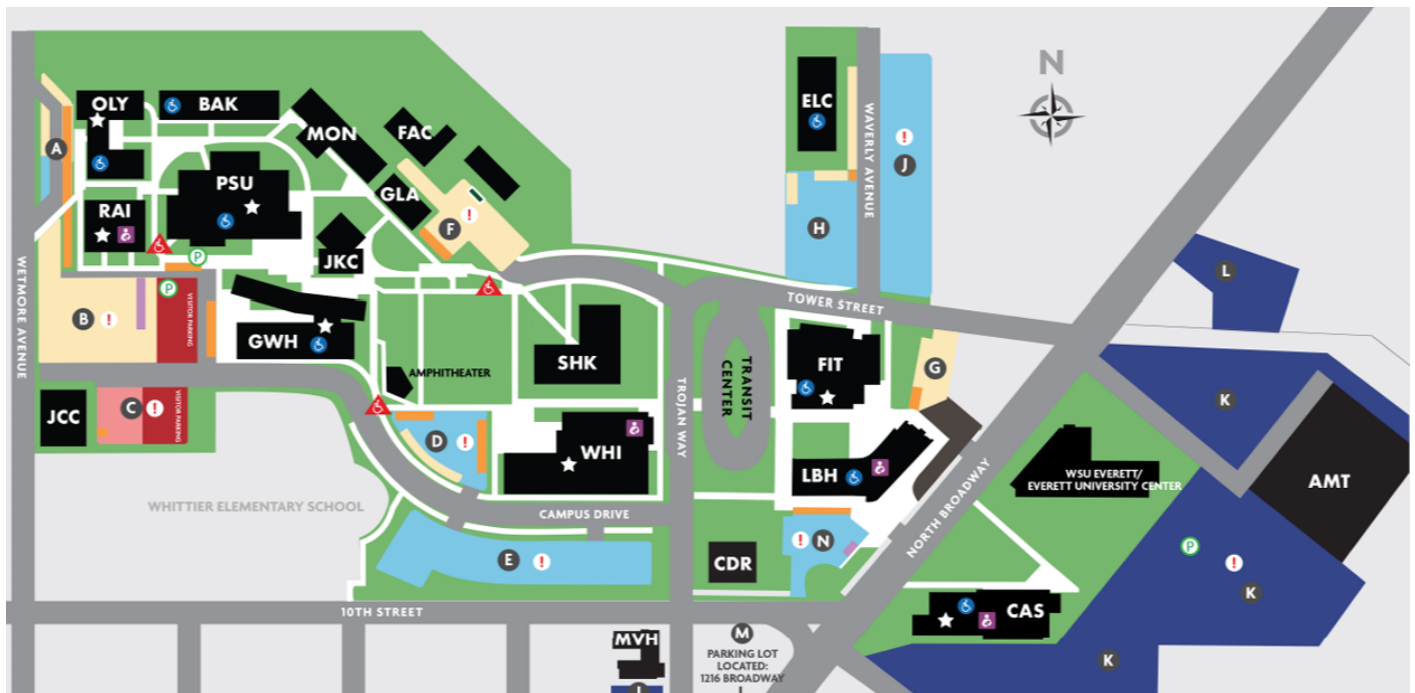 N
OLY
BAK
MON
FAC
ELC
A
PSU
GLA
RAI
F
JKC
P
P
VISITOR PARKING
WETMORE AVENUE
B
GWH
AMPHITHEATER
SHK
JCC
C
VISITOR PARKING
D
WHI
WHITTIER ELEMENTARY SCHOOL
CAMPUS DRIVE
E
10TH STREET
MVH
M
PARKING LOT
LOCATED:
1216 BROADWAY
TROJAN WAY
TRANSIT
CENTER
WAVERLY AVENUE
J
H
TOWER STREET
FIT
G
LBH
N
CDR
NORTH BROADWAY
L
K
WSU EVERETT/
EVERETT UNIVERSITY CENTER
AMT
P
K
CAS
K